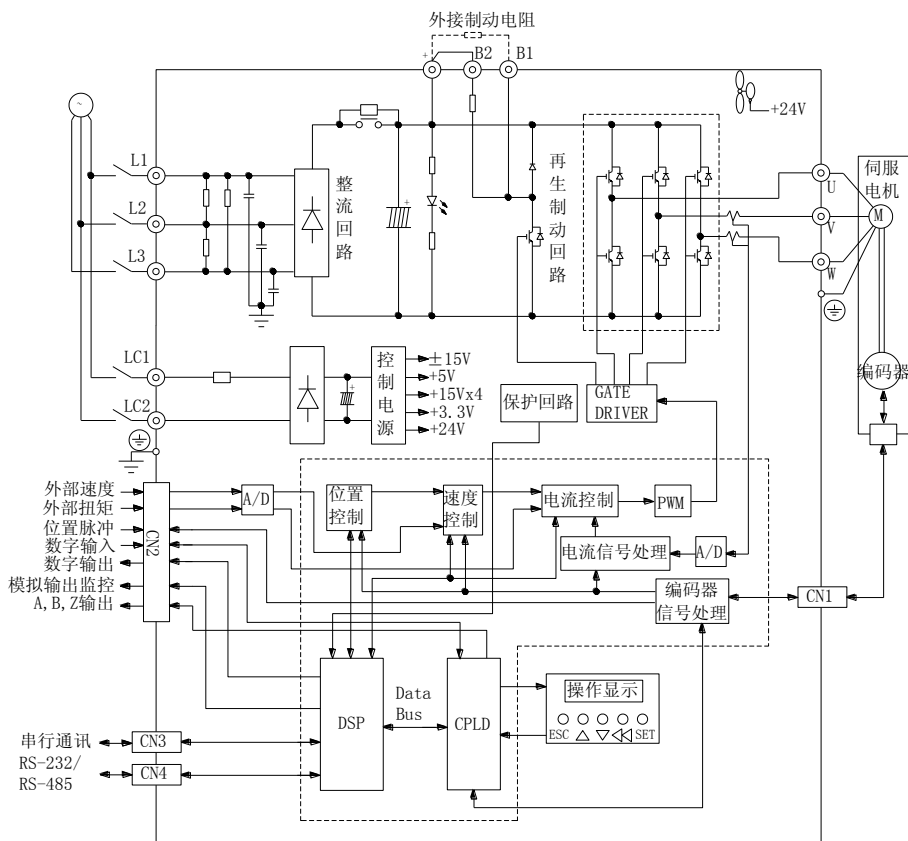 外接制动电阻
+
B2
B1
+24V
~
L1
L2
L3
整流回路
+
再生制动回路
U
V
W
伺服
电机
M
编码器
LC1
LC2
+
控制电源
±15V
+5V
+15Vx4
+3.3V
+24V
保护回路
GATE
DRIVER
外部速度
外部扭矩
位置脉冲
数字输入
数字输出
模拟输出监控
A,B,Z输出
CN2
A/D
位置
控制
速度
控制
电流控制
PWM
电流信号处理
A/D
编码器
信号处理
CN1
DSP
Data
Bus
CPLD
操作显示
ESC
SET
串行通讯
RS-232/
RS-485
CN3
CN4